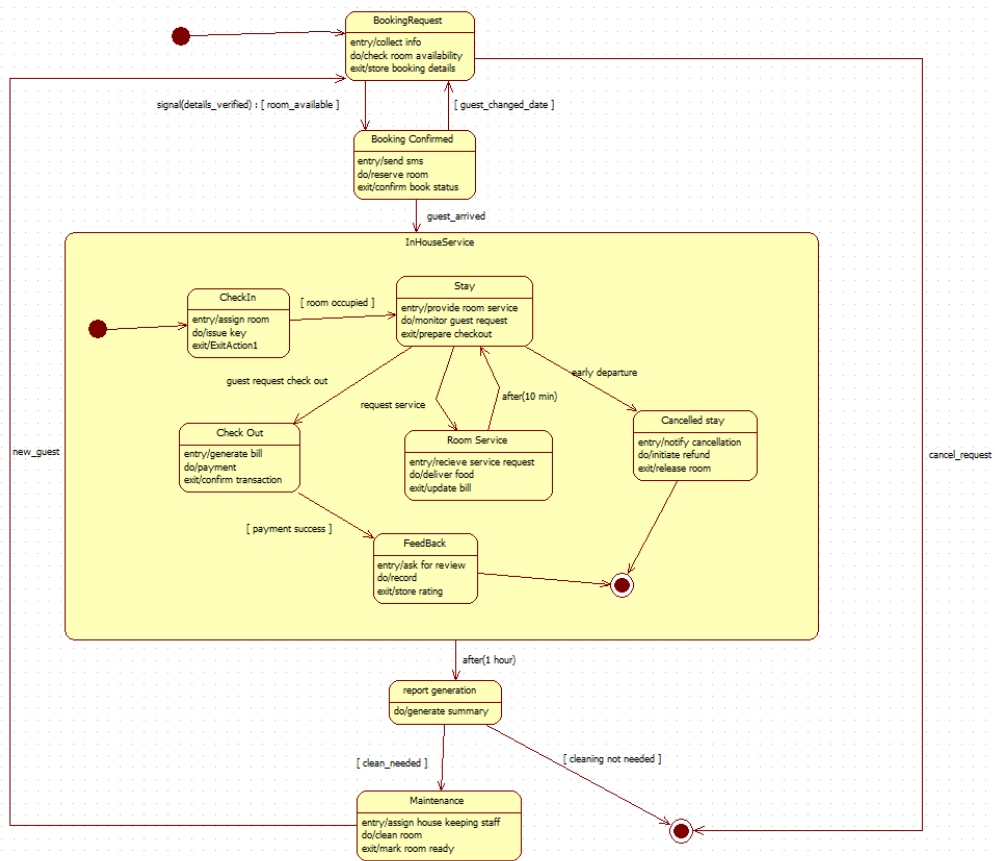 BookingRequest
entry/collect info
do/check room availability
exit/store booking details
signal(details_verified) : [ room_available ]
[ guest_changed_date ]
Booking Confirmed
entry/send sms
do/reserve room
exit/confirm book status
guest_arrived
InHouseService
CheckIn
entry/assign room
do/issue key
exit/ExitAction1
[ room occupied ]
Stay
entry/provide room service
do/monitor guest request
exit/prepare checkout
guest request check out
request service
after(10 min)
early departure
Check Out
entry/generate bill
do/payment
exit/confirm transaction
Room Service
entry/recieve service request
do/deliver food
exit/update bill
Cancelled stay
entry/notify cancellation
do/initiate refund
exit/release room
new_guest
cancel_request
[ payment success ]
FeedBack
entry/ask for review
do/record
exit/store rating
after(1 hour)
report generation
do/generate summary
[ clean_needed ]
[ cleaning not needed ]
Maintenance
entry/assign house keeping staff
do/clean room
exit/mark room ready